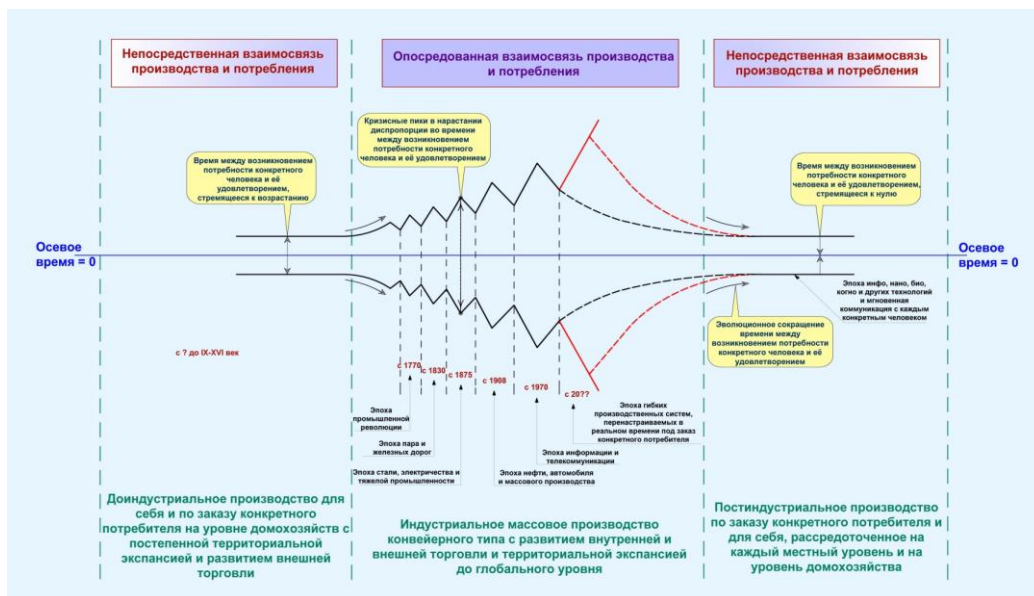 Непосредственная взаимосвязь
производства и потребления
Опосредованная взаимосвязь производства
и потребления
Непосредственная взаимосвязь
производства и потребления
Кризисные пики в нарастании
диспропорции во времени
между возникновением
потребности конкретного
человека и её удовлетворением
Время между возникновением
потребности конкретного
человека и её
удовлетворением,
стремящееся к возрастанию
Время между возникновением
потребности конкретного
человека и её
удовлетворением,
стремящееся к нулю
Осевое
время = 0
Осевое
время = 0
Эпоха инфо, нано, био,
когно и других технологий
и мгновенная
коммуникация с каждым
конкретным человеком
Эволюционное сокращение
времени между
возникновением потребности
конкретного человека и её
удовлетворением
с ? до IX-XVI век
с 1770
с 1830
с 1875
с 1908
с 1970
с 20??
Эпоха
промышленной
революции
Эпоха пара и
железных дорог
Эпоха стали, электричества и
тяжелой промышленности
Эпоха нефти, автомобиля
и массового производства
Эпоха информации и
телекоммуникации
Эпоха гибких
производственных систем,
перенастраиваемых в
реальном времени под заказ
конкретного потребителя
Доиндустриальное производство для
себя и по заказу конкретного
потребителя на уровне домохозяйств с
постепенной территориальной
экспансией и развитием внешней
торговли
Индустриальное массовое производство
конвейерного типа с развитием внутренней и
внешней торговли и территориальной экспансией
до глобального уровня
Постиндустриальное производство
по заказу конкретного потребителя и
для себя, рассредоточенное на
каждый местный уровень и на
уровень домохозяйства